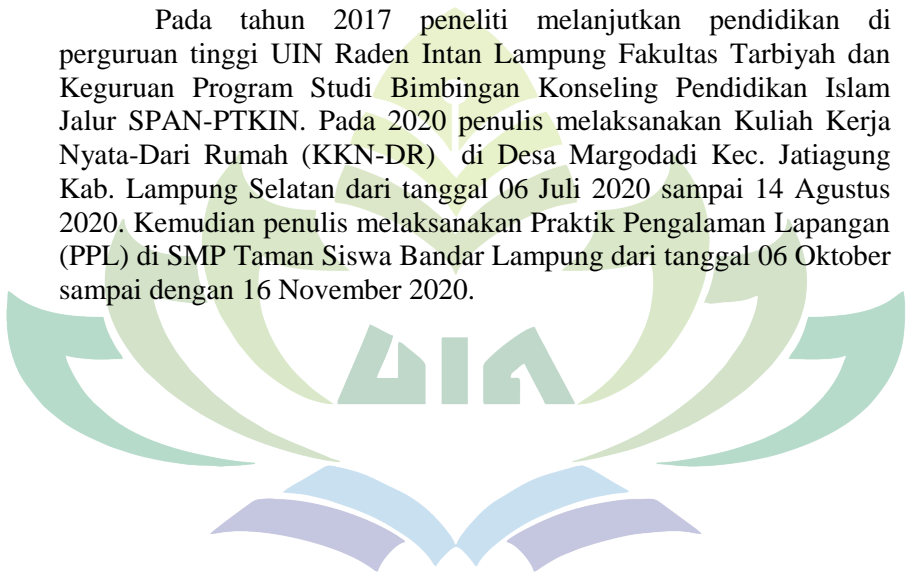 Pada tahun 2017 peneliti melanjutkan pendidikan di
perguruan tinggi UIN Raden Intan Lampung Fakultas Tarbiyah dan
Keguruan Program Studi Bimbingan Konseling Pendidikan Islam
Jalur SPAN-PTKIN. Pada 2020 penulis melaksanakan Kuliah Kerja
Nyata-Dari Rumah (KKN-DR) di Desa Margodadi Kec. Jatiagung
Kab. Lampung Selatan dari tanggal 06 Juli 2020 sampai 14 Agustus
2020. Kemudian penulis melaksanakan Praktik Pengalaman Lapangan
(PPL) di SMP Taman Siswa Bandar Lampung dari tanggal 06 Oktober
sampai dengan 16 November 2020.
UIN